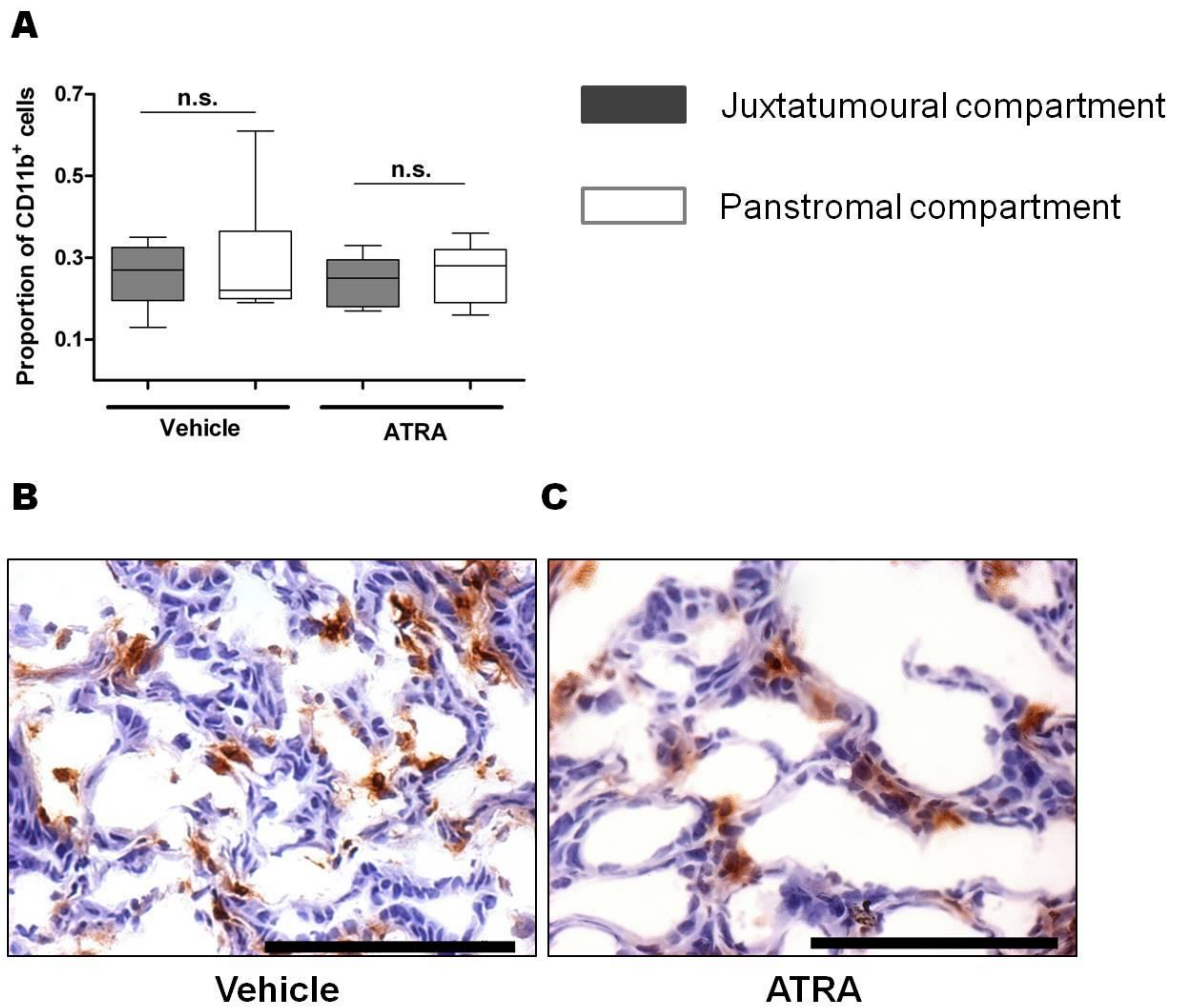 A
Proportion of CD11b⁺ cells
0.7
0.5
0.3
0.1
n.s.
n.s.
Vehicle
ATRA
Juxtatumoural compartment
Panstromal compartment
B
C
Vehicle
ATRA